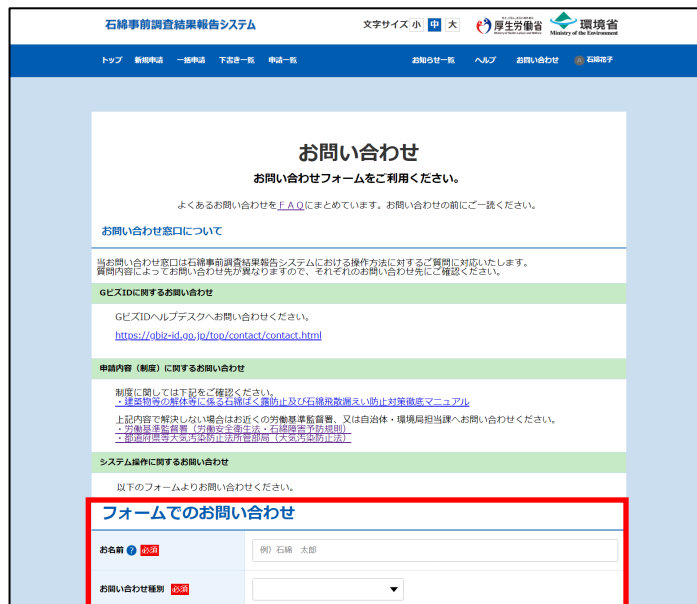 石綿事前調査結果報告システム 文字サイズ 小 中 大 厚生労働省 環境省
Ministry of the Environment
トップ 新規申請 一括申請 下書き一覧 申請一覧 お知らせ一覧 ヘルプ お問い合わせ 石綿花子
お問い合わせ
お問い合わせフォームをご利用ください。
よくあるお問い合わせをＦＡＱにまとめています。お問い合わせの前にご一読ください。
お問い合わせ窓口について
当お問い合わせ窓口は石綿事前調査結果報告システムにおける操作方法に対するご質問に対応いたします。
質問内容によってお問い合わせ先が異なりますので、それぞれのお問い合わせ先にご確認ください。
GビズIDに関するお問い合わせ
GビズIDヘルプデスクへお問い合わせください。
https://gbiz-id.go.jp/top/contact/contact.html
申請内容（制度）に関するお問い合わせ
制度に関しては下記をご確認ください。
・建築物等の解体等に係る石綿ばく露防止及び石綿飛散漏えい防止対策徹底マニュアル
上記内容で解決しない場合はお近くの労働基準監督署、又は自治体・環境局担当課へお問い合わせください。
・労働基準監督署（労働安全衛生法・石綿障害予防規則）
・都道府県等大気汚染防止法所管部局（大気汚染防止法）
システム操作に関するお問い合わせ
以下のフォームよりお問い合わせください。
フォームでのお問い合わせ
お名前 ? 必須 例）石綿　太郎
お問い合わせ種別 必須